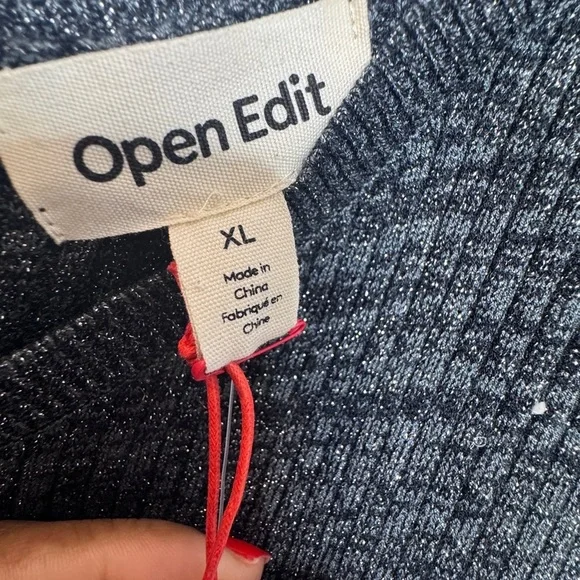 Open Edit
XL
Made in
China
Fabriqué en
Chine